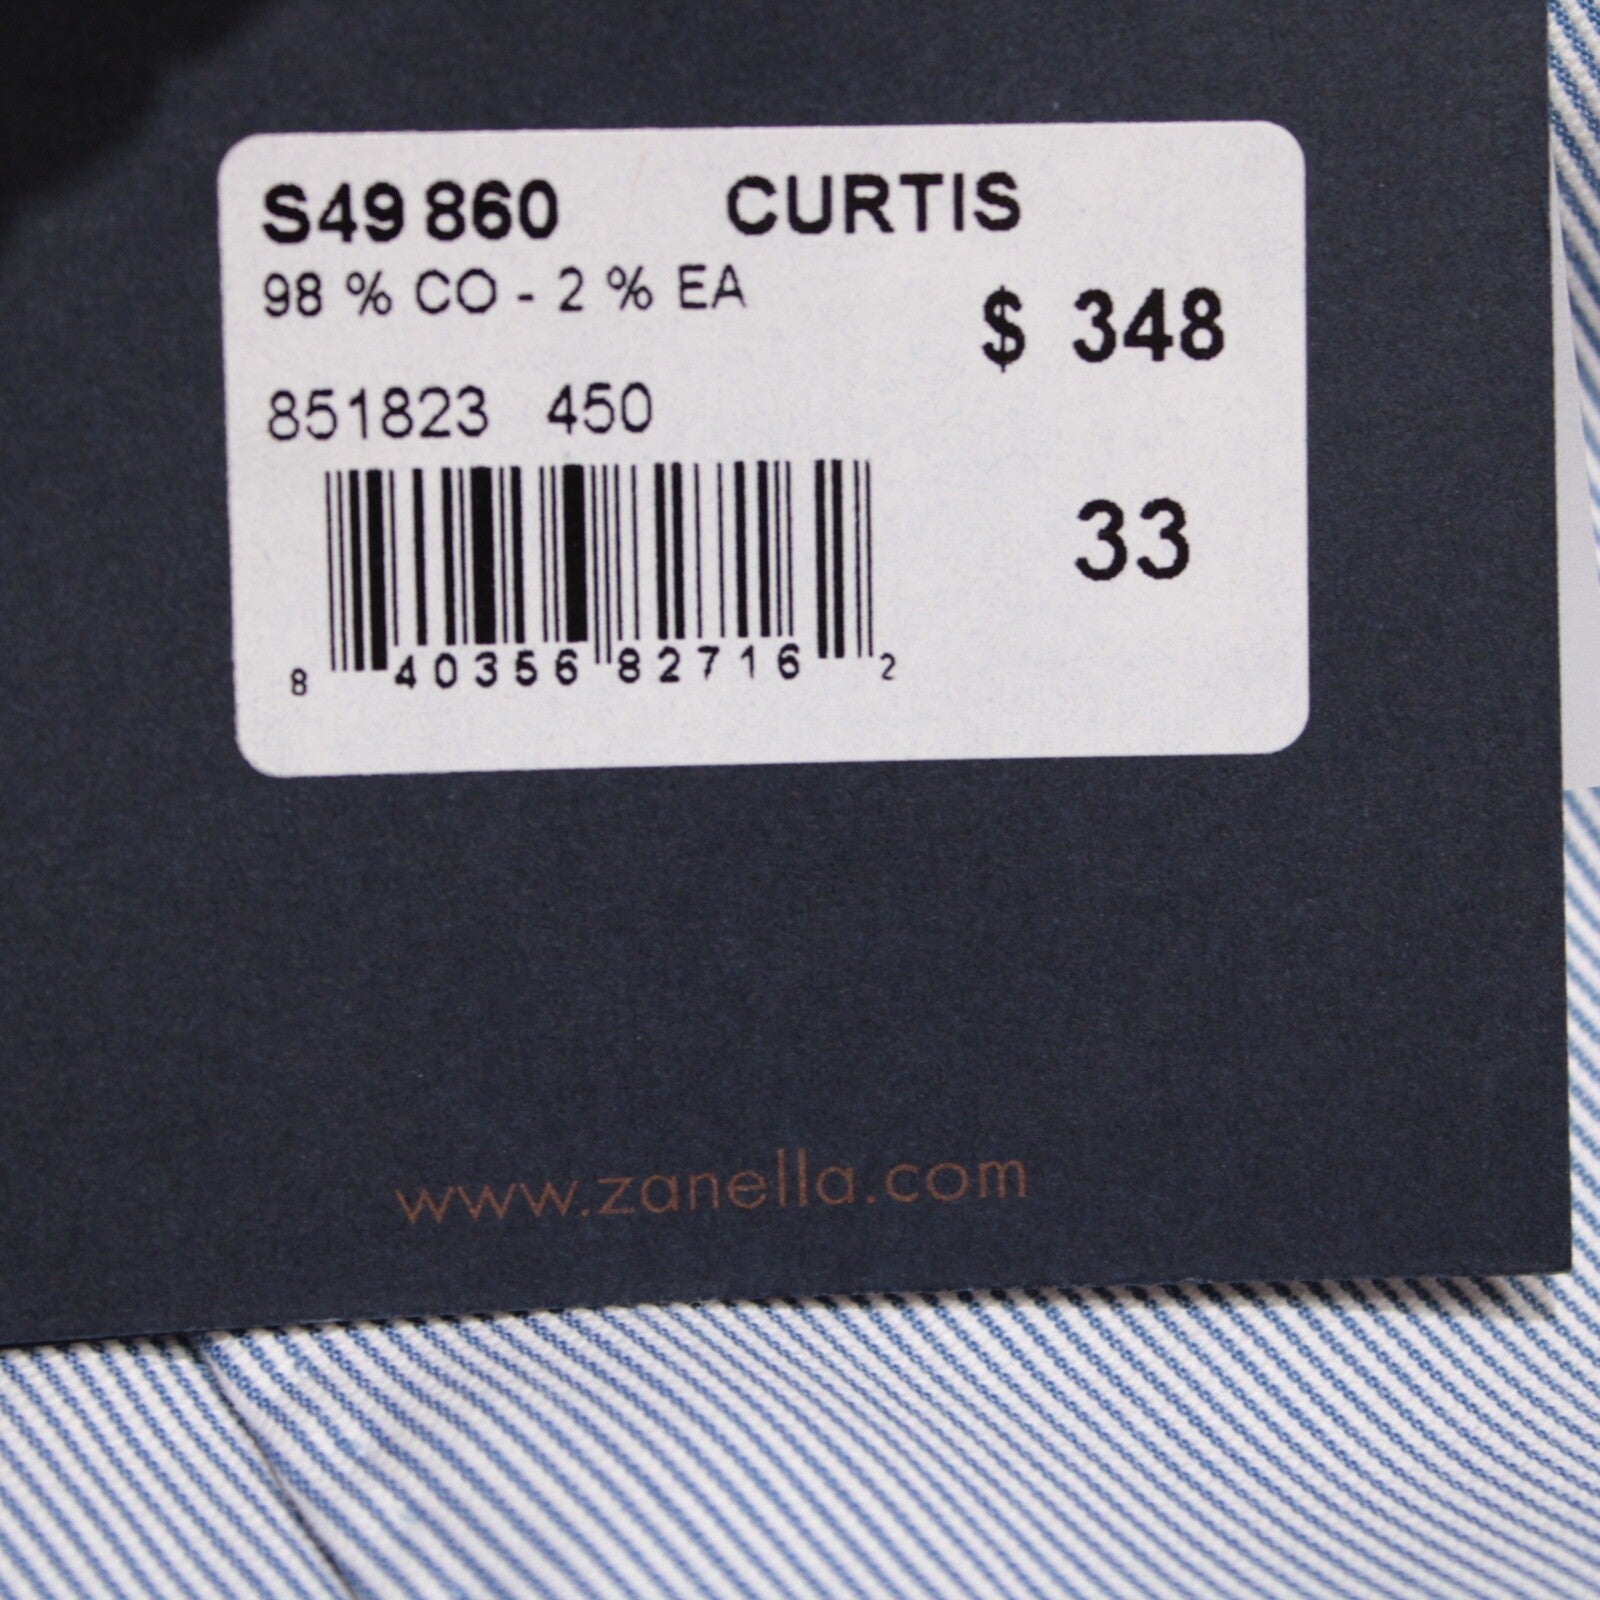 S49 860 CURTIS
98 % CO - 2 % EA
$ 348
851823 450
33
8 40356 82716 2
www.zanella.com